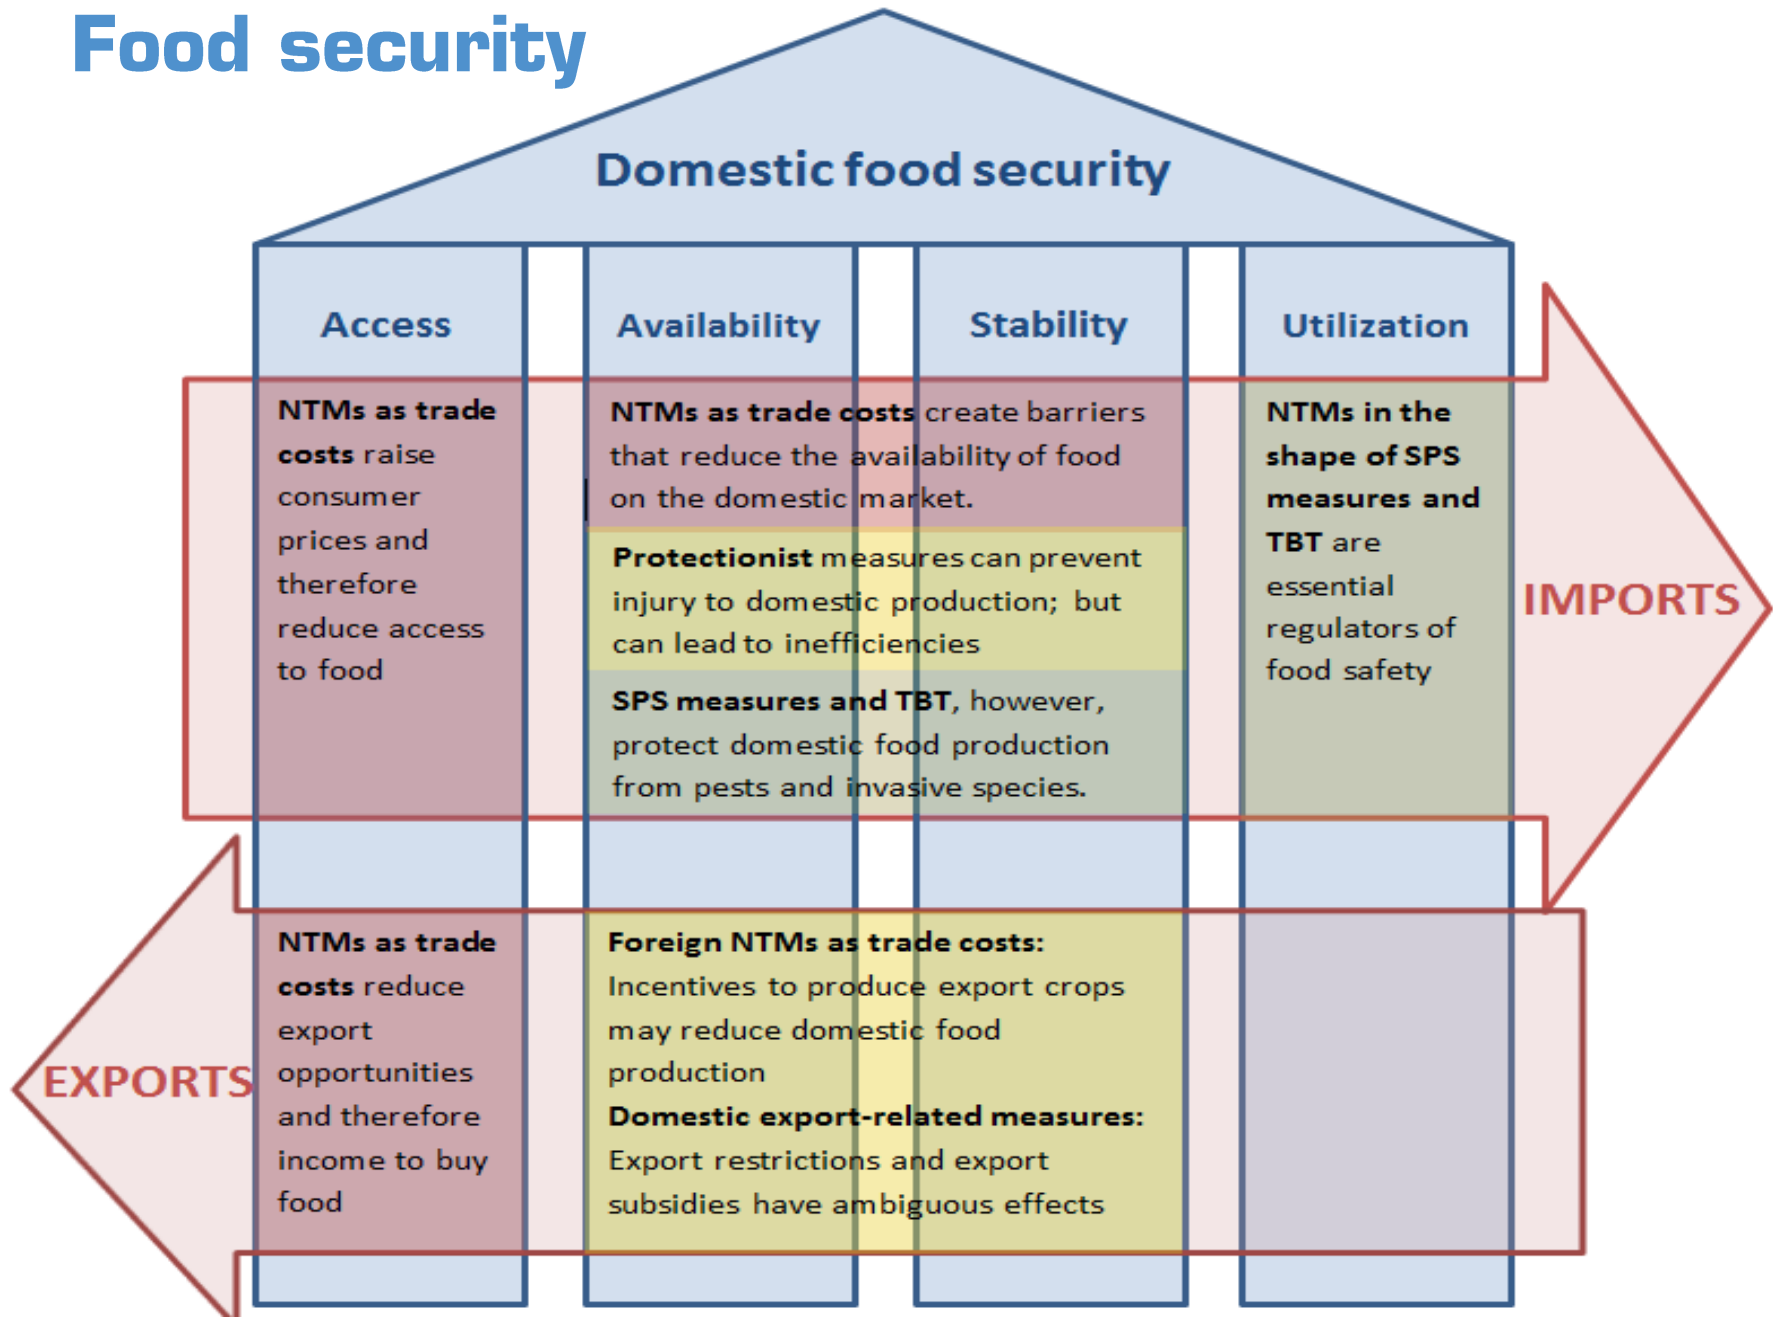 Food security
Domestic food security
Access
Availability
Stability
Utilization
NTMs as trade
costs raise
consumer
prices and
therefore
reduce access
to food
NTMs as trade costs create barriers
that reduce the availability of food
on the domestic market.
Protectionist measures can prevent
injury to domestic production; but
can lead to inefficiencies
SPS measures and TBT, however,
protect domestic food production
from pests and invasive species.
NTMs in the
shape of SPS
measures and
TBT are
essential
regulators of
food safety
IMPORTS
EXPORTS
NTMs as trade
costs reduce
export
opportunities
and therefore
income to buy
food
Foreign NTMs as trade costs:
Incentives to produce export crops
may reduce domestic food
production
Domestic export-related measures:
Export restrictions and export
subsidies have ambiguous effects